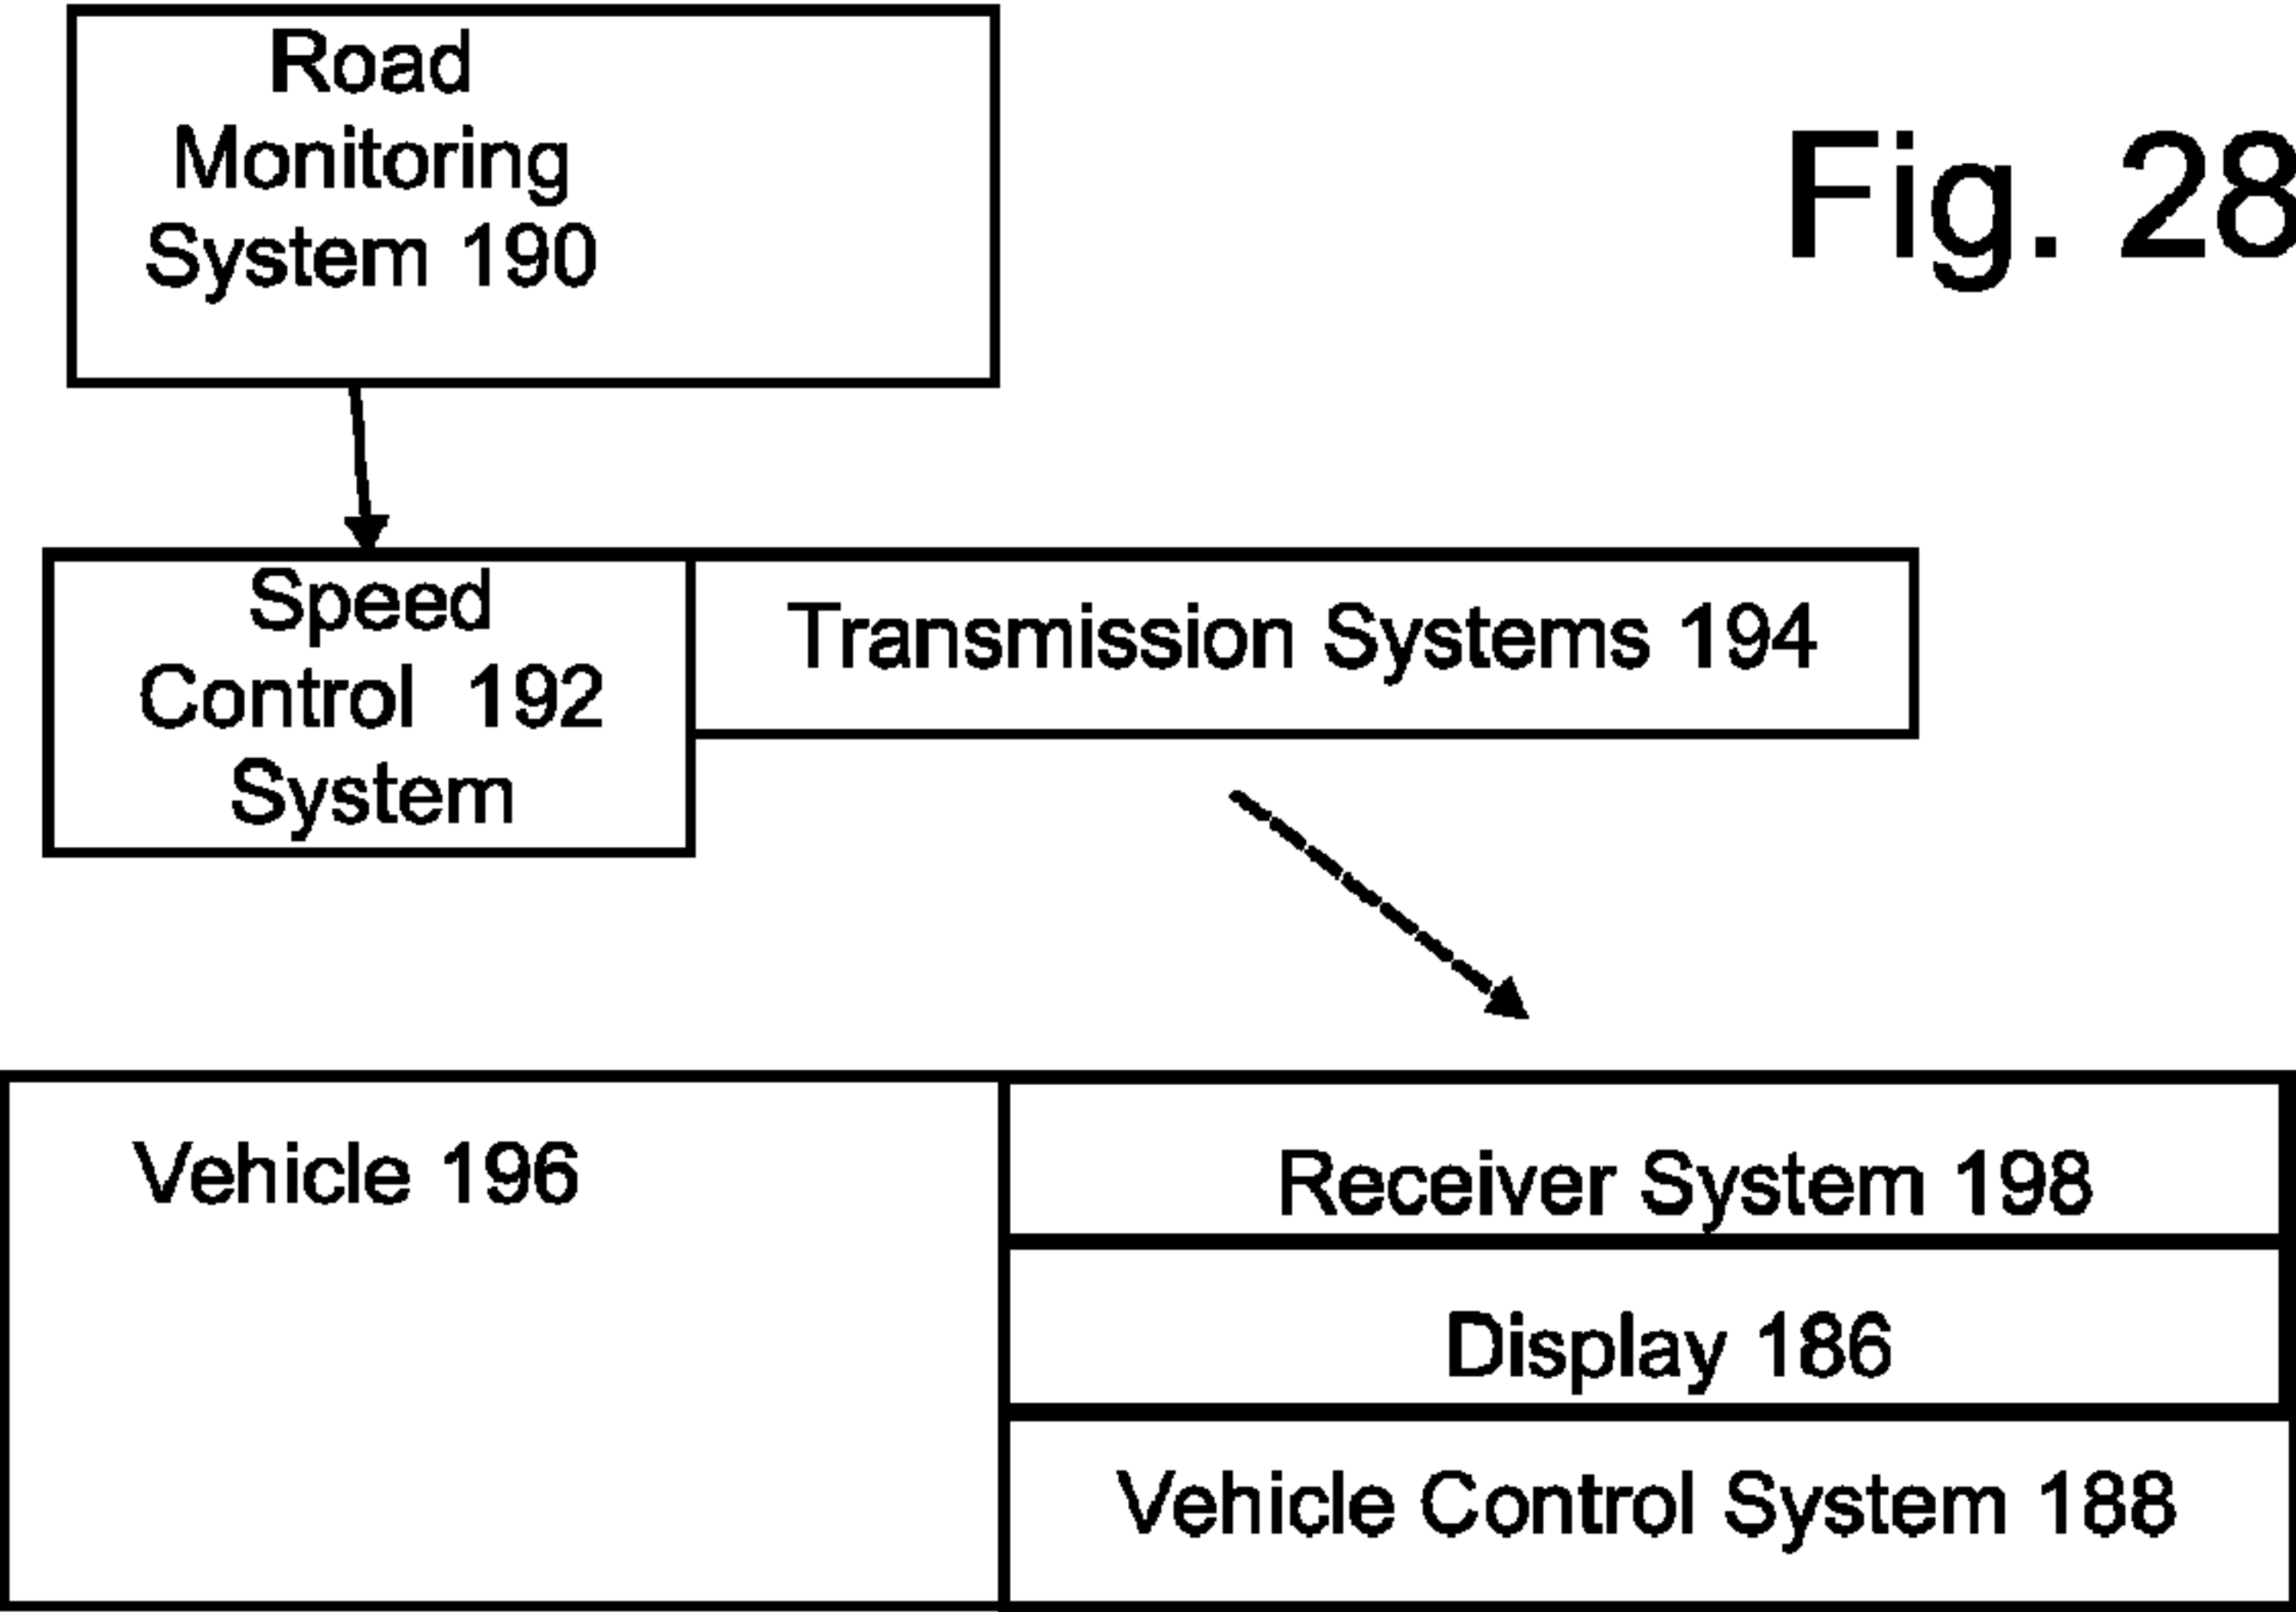 Road
Monitoring
System 190
Fig. 28
Speed
Control 192
System
Transmission Systems 194
Vehicle 196
Receiver System 198
Display 186
Vehicle Control System 188